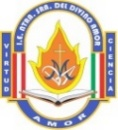 I.E. NTRA. SRA. DEL DIVINO AMOR
VIRTUD
CIENCIA
AMOR